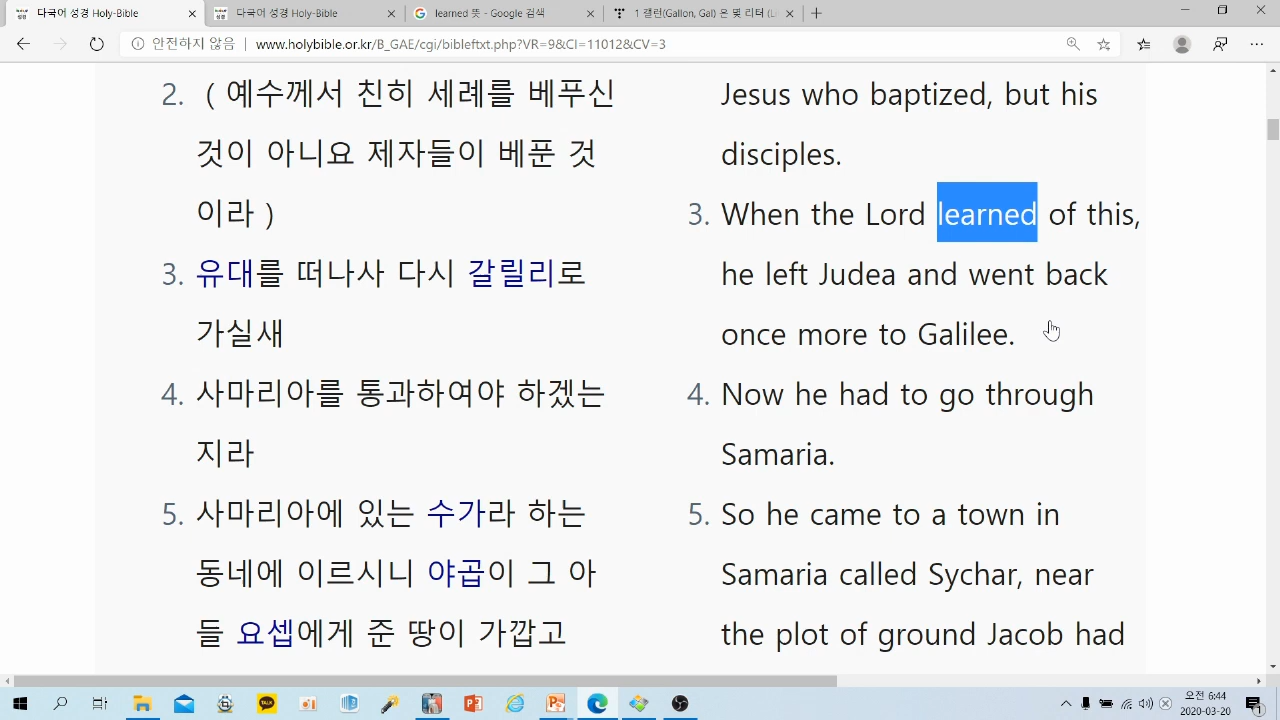 다국어 성경 Holy-Bible
다국어 성경 Holy-Bible
learned 뜻 - Google 검색
1 갤런(Gallon, Gal) 은 몇 리터 (Li
안전하지 않음
www.holybible.or.kr/B_GAE/cgi/bibleftxt.php?VR=9&CI=11012&CV=3
2. ( 예수께서 친히 세례를 베푸신
것이 아니요 제자들이 베푼 것
이라 )
3. 유대를 떠나사 다시 갈릴리로
가실새
4. 사마리아를 통과하여야 하겠는
지라
5. 사마리아에 있는 수가라 하는
동네에 이르시니 야곱이 그 아
들 요셉에게 준 땅이 가깝고
Jesus who baptized, but his
disciples.
3. When the Lord learned of this,
he left Judea and went back
once more to Galilee.
4. Now he had to go through
Samaria.
5. So he came to a town in
Samaria called Sychar, near
the plot of ground Jacob had
오전 6:44
2020-03-20